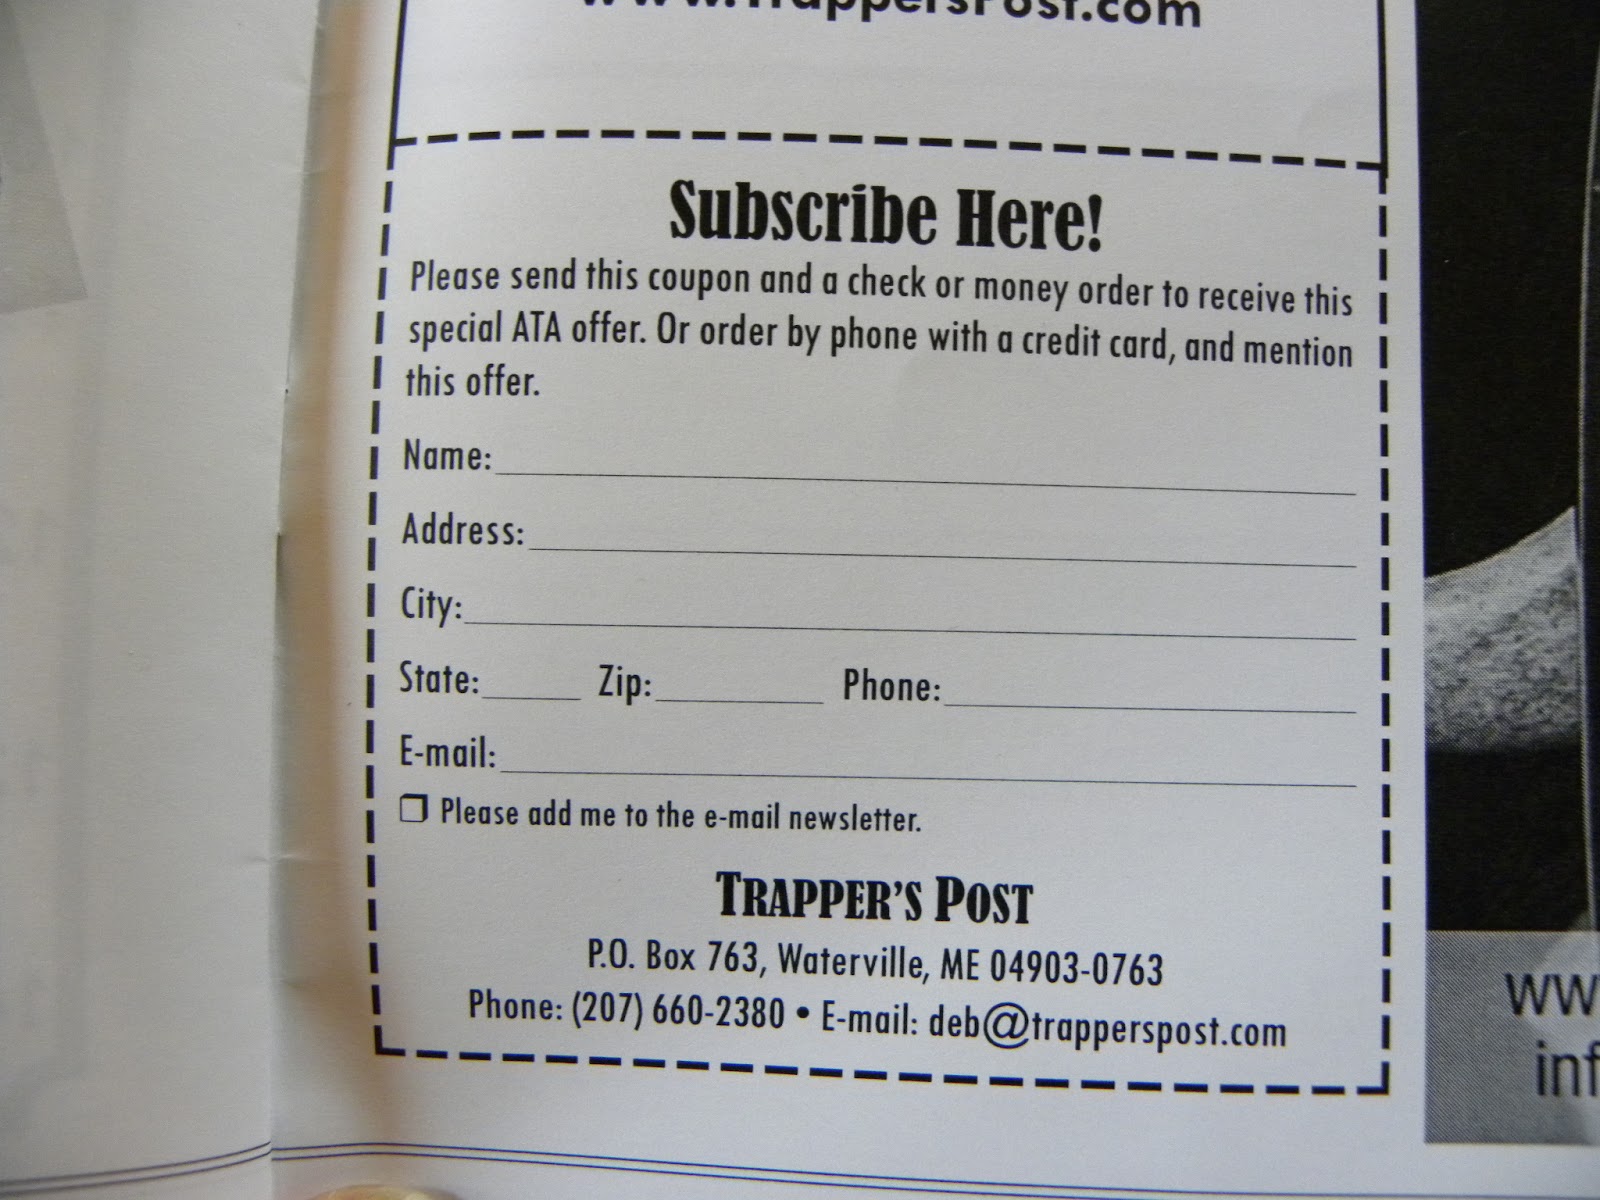 www.TrappersPost.com
Subscribe Here!
Please send this coupon and a check or money order to receive this
special ATA offer. Or order by phone with a credit card, and mention
this offer.
Name:
Address:
City:
State: Zip: Phone:
E-mail:
Please add me to the e-mail newsletter.
TRAPPER'S POST
P.O. Box 763, Waterville, ME 04903-0763
Phone: (207) 660-2380 • E-mail: deb@trapperspost.com